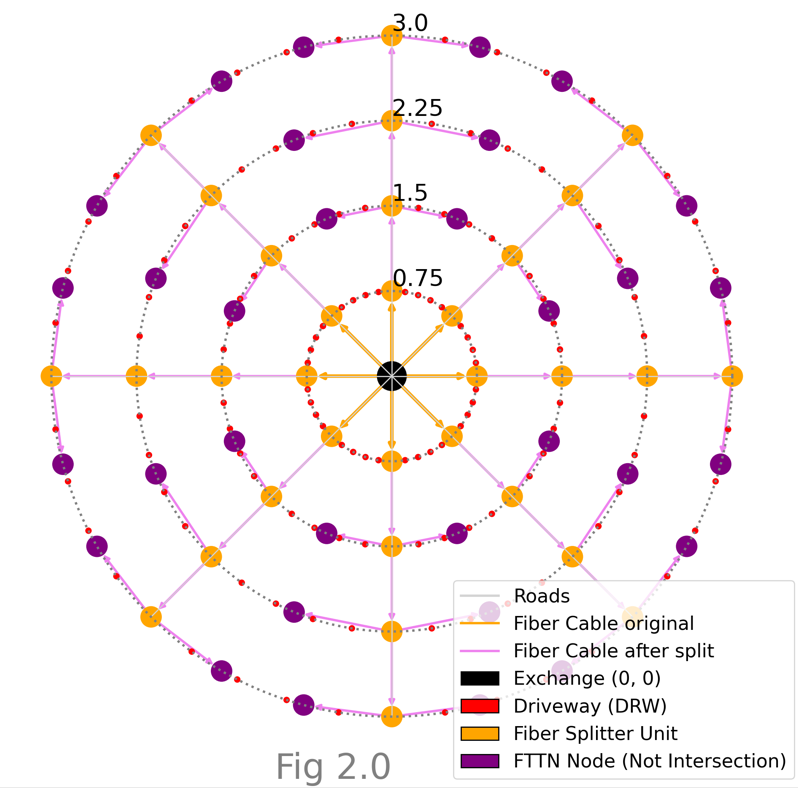 3.0
2.25
1.5
0.75
Roads
Fiber Cable original
Fiber Cable after split
Exchange (0, 0)
Driveway (DRW)
Fiber Splitter Unit
FTTN Node (Not Intersection)
Fig 2.0